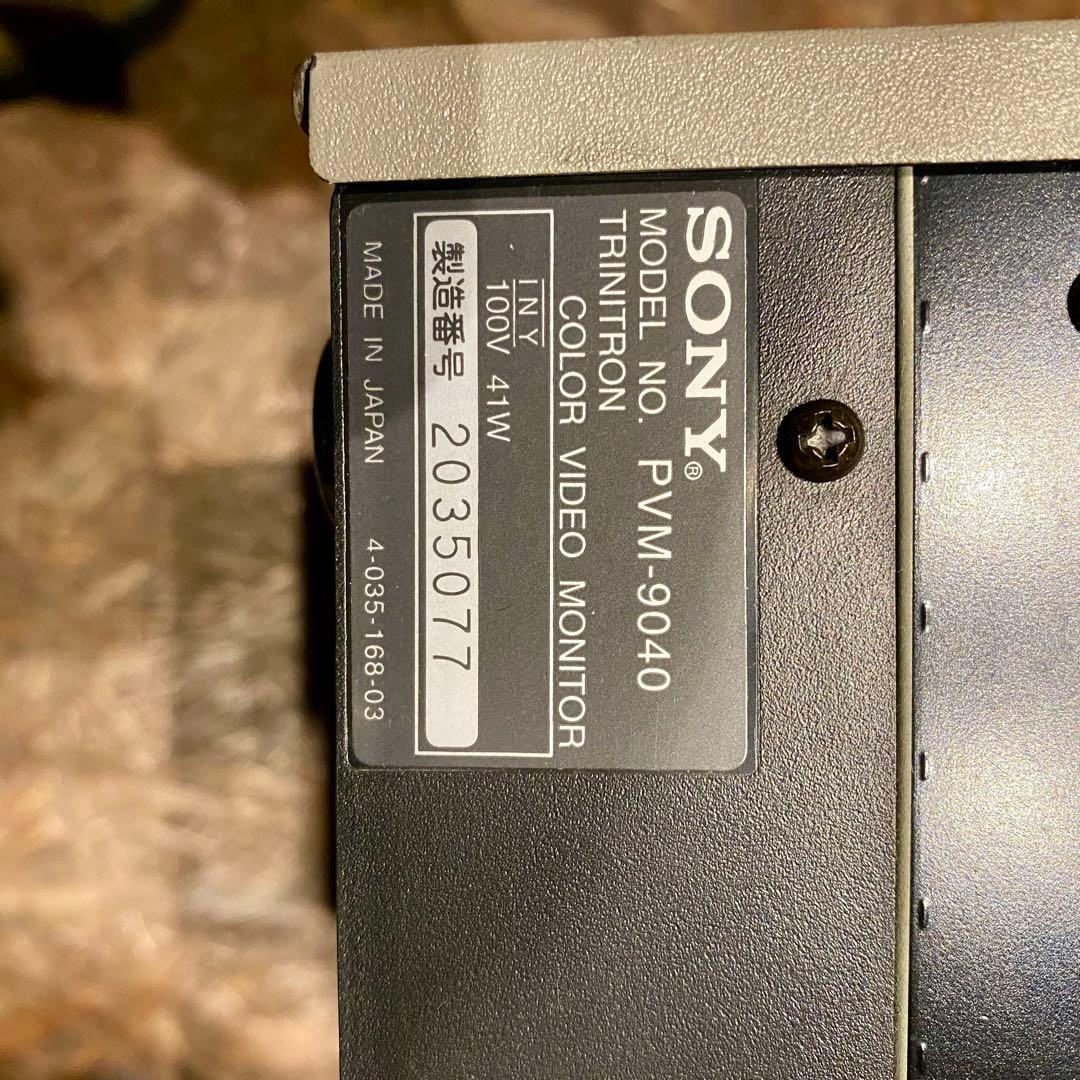 SONY®
MODEL NO. PVM-9040
TRINITRON
COLOR VIDEO MONITOR
INY
100V 41W
製造番号 2035077
MADE IN JAPAN 4-035-168-03